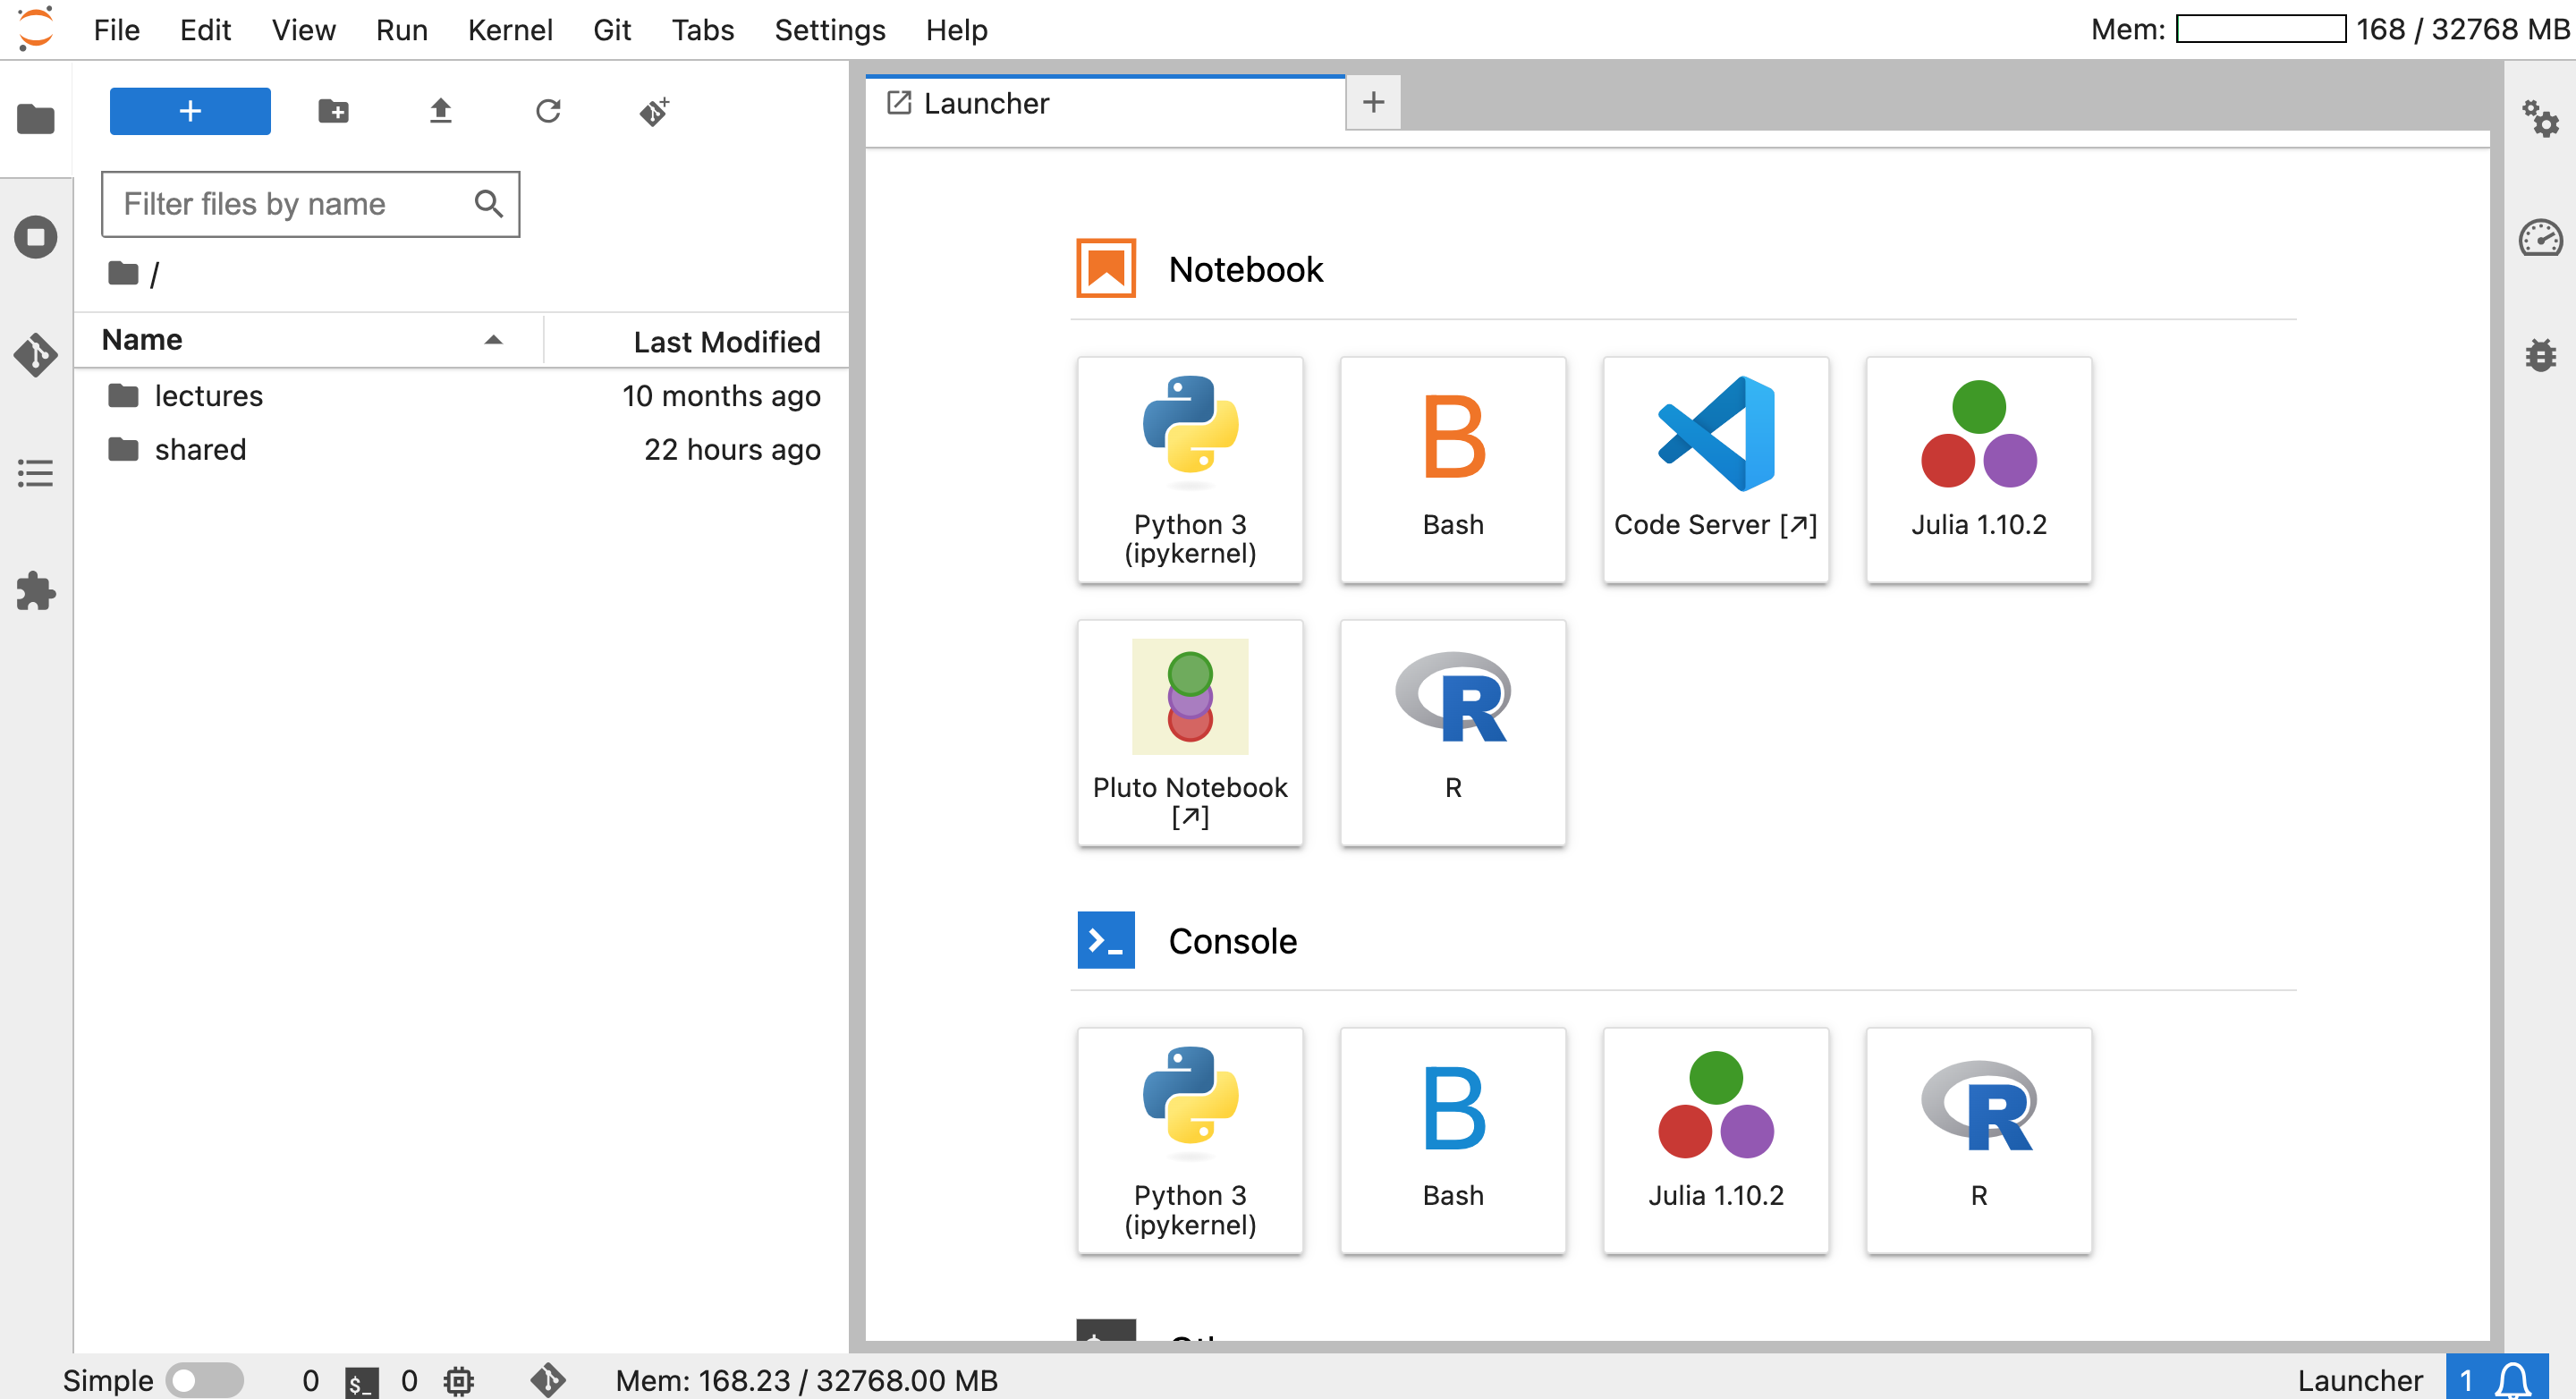 File Edit View Run Kernel Git Tabs Settings Help
Mem: 168 / 32768 MB
+
Filter files by name
/
Name Last Modified
lectures 10 months ago
shared 22 hours ago
Launcher +
Notebook
Python 3
(ipykernel)
B
Bash
Code Server [↗]
Julia 1.10.2
Pluto Notebook
[↗]
R
R
Console
Python 3
(ipykernel)
B
Bash
Julia 1.10.2
R
R
Simple 0 $_ 0 Mem: 168.23 / 32768.00 MB Launcher 1